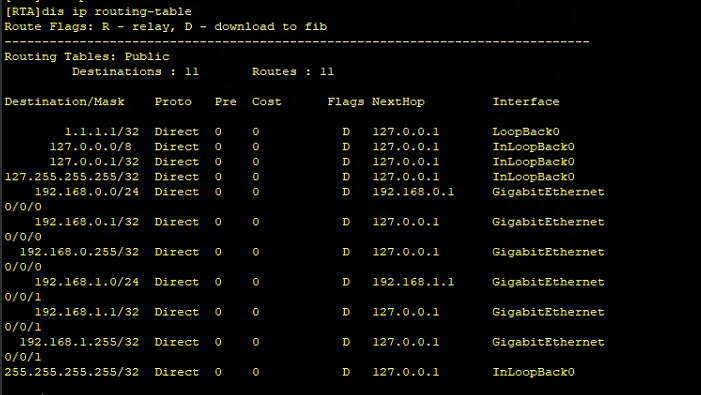 [RTA]dis ip routing-table
Route Flags: R - relay, D - download to fib
------------------------------------------------------------------------------
Routing Tables: Public
         Destinations : 11       Routes : 11

Destination/Mask    Proto   Pre  Cost      Flags NextHop         Interface

        1.1.1.1/32  Direct  0    0           D   127.0.0.1       LoopBack0
      127.0.0.0/8   Direct  0    0           D   127.0.0.1       InLoopBack0
      127.0.0.1/32  Direct  0    0           D   127.0.0.1       InLoopBack0
127.255.255.255/32  Direct  0    0           D   127.0.0.1       InLoopBack0
    192.168.0.0/24  Direct  0    0           D   192.168.0.1     GigabitEthernet
0/0/0
    192.168.0.1/32  Direct  0    0           D   127.0.0.1       GigabitEthernet
0/0/0
  192.168.0.255/32  Direct  0    0           D   127.0.0.1       GigabitEthernet
0/0/0
    192.168.1.0/24  Direct  0    0           D   192.168.1.1     GigabitEthernet
0/0/1
    192.168.1.1/32  Direct  0    0           D   127.0.0.1       GigabitEthernet
0/0/1
  192.168.1.255/32  Direct  0    0           D   127.0.0.1       GigabitEthernet
0/0/1
255.255.255.255/32  Direct  0    0           D   127.0.0.1       InLoopBack0